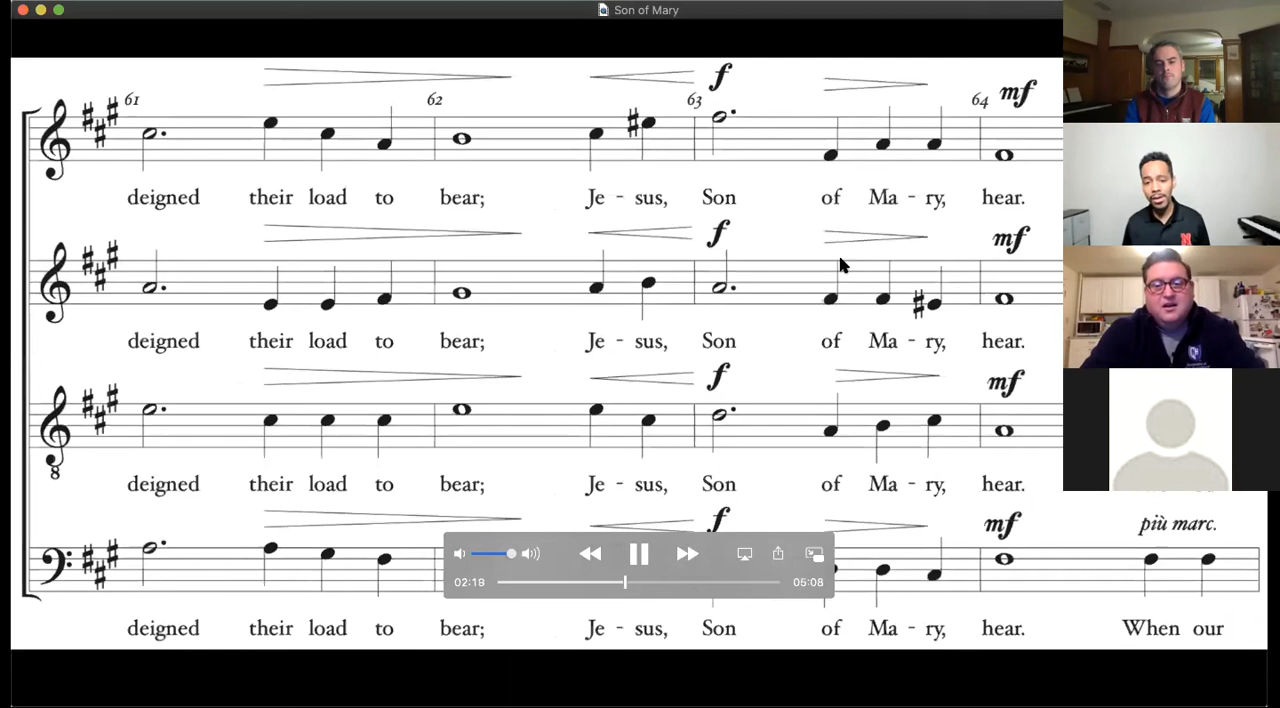 Son of Mary
61 62 63 f 64 mf
deigned their load to bear; Je - sus, Son of Ma - ry, hear.
f mf
deigned their load to bear; Je - sus, Son of Ma - ry, hear.
f mf
8
deigned their load to bear; Je - sus, Son of Ma - ry, hear.
f mf più marc.
02:18 05:08
deigned their load to bear; Je - sus, Son of Ma - ry, hear. When our